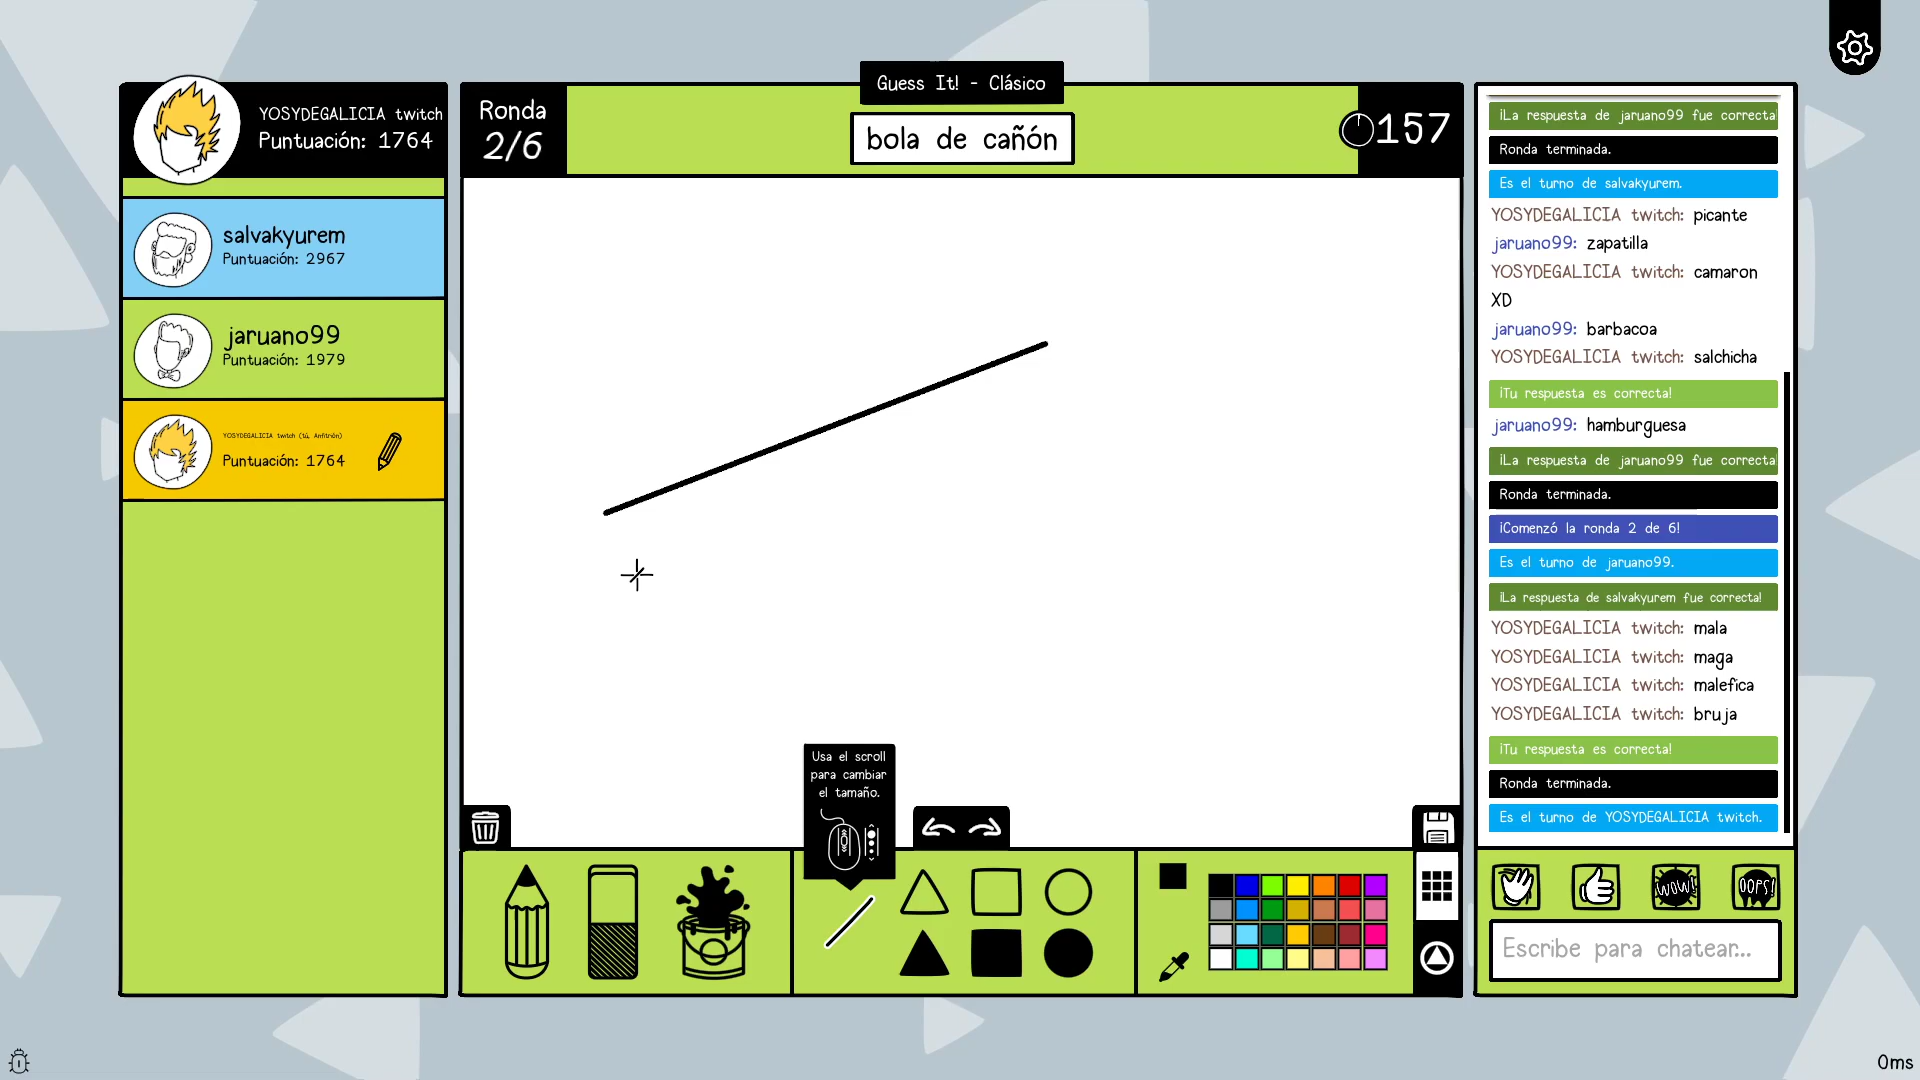 YOSYDEGALICIA twitch
Puntuación: 1764
salvakyurem
Puntuación: 2967
jaruano99
Puntuación: 1979
YOSYDEGALICIA twitch (tú, Anfitrión)
Puntuación: 1764
Ronda
2/6
Guess It! - Clásico
bola de cañón
157
Usa el scroll
para cambiar
el tamaño.
¡La respuesta de jaruano99 fue correcta
Ronda terminada.
Es el turno de salvakyurem.
YOSYDEGALICIA twitch: picante
jaruano99: zapatilla
YOSYDEGALICIA twitch: camaron
XD
jaruano99: barbacoa
YOSYDEGALICIA twitch: salchicha
¡Tu respuesta es correcta!
jaruano99: hamburguesa
¡La respuesta de jaruano99 fue correcta
Ronda terminada.
¡Comenzó la ronda 2 de 6!
Es el turno de jaruano99.
¡La respuesta de salvakyurem fue correcta!
YOSYDEGALICIA twitch: mala
YOSYDEGALICIA twitch: maga
YOSYDEGALICIA twitch: malefica
YOSYDEGALICIA twitch: bruja
¡Tu respuesta es correcta!
Ronda terminada.
Es el turno de YOSYDEGALICIA twitch.
WOW! OOPS!
Escribe para chatear...
0ms